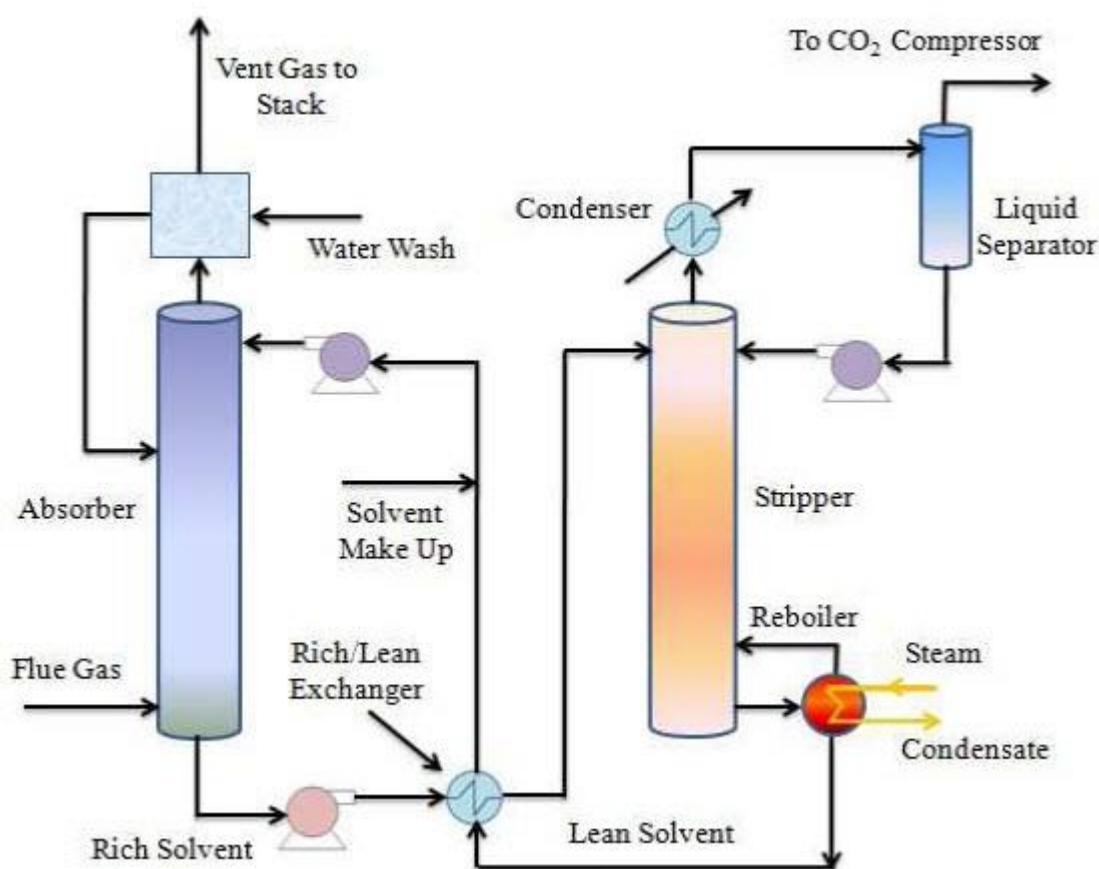 To CO₂ Compressor
Vent Gas to
Stack
Condenser
Liquid
Separator
Water Wash
Absorber
Solvent
Make Up
Stripper
Flue Gas
Rich/Lean
Exchanger
Reboiler
Steam
Condensate
Rich Solvent
Lean Solvent